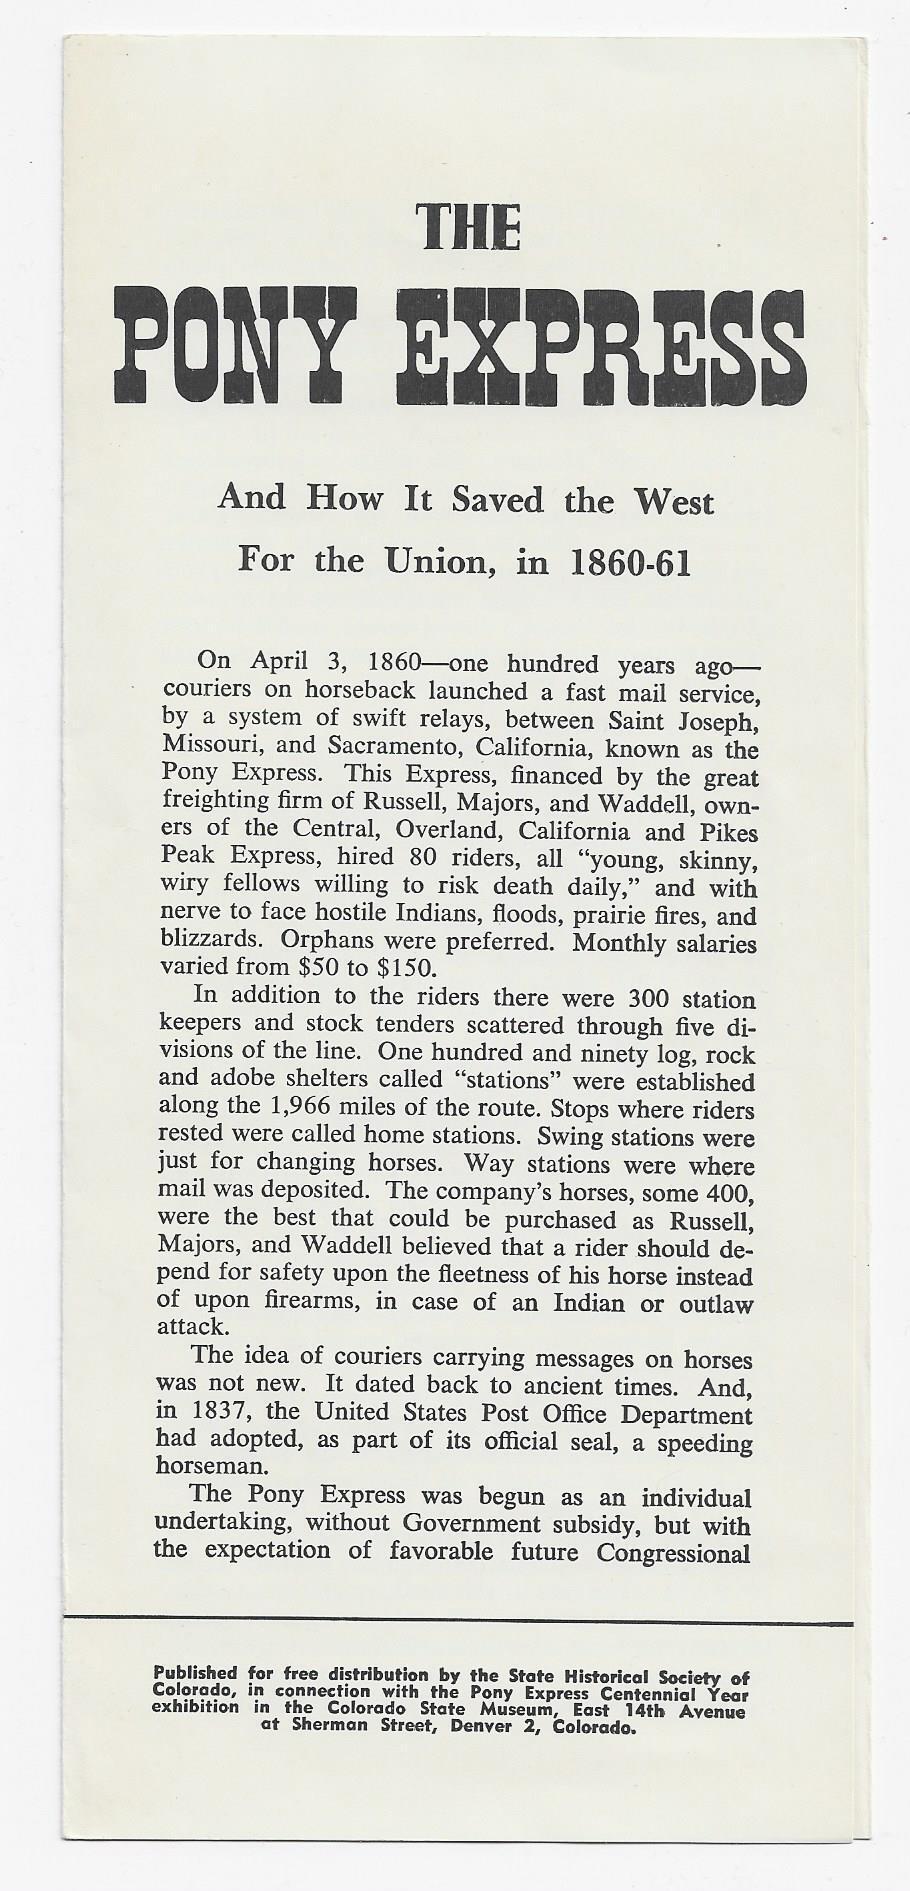 THE
PONY EXPRESS
And How It Saved the West
For the Union, in 1860-61
On April 3, 1860—one hundred years ago—
couriers on horseback launched a fast mail service,
by a system of swift relays, between Saint Joseph,
Missouri, and Sacramento, California, known as the
Pony Express. This Express, financed by the great
freighting firm of Russell, Majors, and Waddell, own-
ers of the Central, Overland, California and Pikes
Peak Express, hired 80 riders, all “young, skinny,
wiry fellows willing to risk death daily,” and with
nerve to face hostile Indians, floods, prairie fires, and
blizzards. Orphans were preferred. Monthly salaries
varied from $50 to $150.
In addition to the riders there were 300 station
keepers and stock tenders scattered through five di-
visions of the line. One hundred and ninety log, rock
and adobe shelters called “stations” were established
along the 1,966 miles of the route. Stops where riders
rested were called home stations. Swing stations were
just for changing horses. Way stations were where
mail was deposited. The company’s horses, some 400,
were the best that could be purchased as Russell,
Majors, and Waddell believed that a rider should de-
pend for safety upon the fleetness of his horse instead
of upon firearms, in case of an Indian or outlaw
attack.
The idea of couriers carrying messages on horses
was not new. It dated back to ancient times. And,
in 1837, the United States Post Office Department
had adopted, as part of its official seal, a speeding
horseman.
The Pony Express was begun as an individual
undertaking, without Government subsidy, but with
the expectation of favorable future Congressional
Published for free distribution by the State Historical Society of
Colorado, in connection with the Pony Express Centennial Year
exhibition in the Colorado State Museum, East 14th Avenue
at Sherman Street, Denver 2, Colorado.